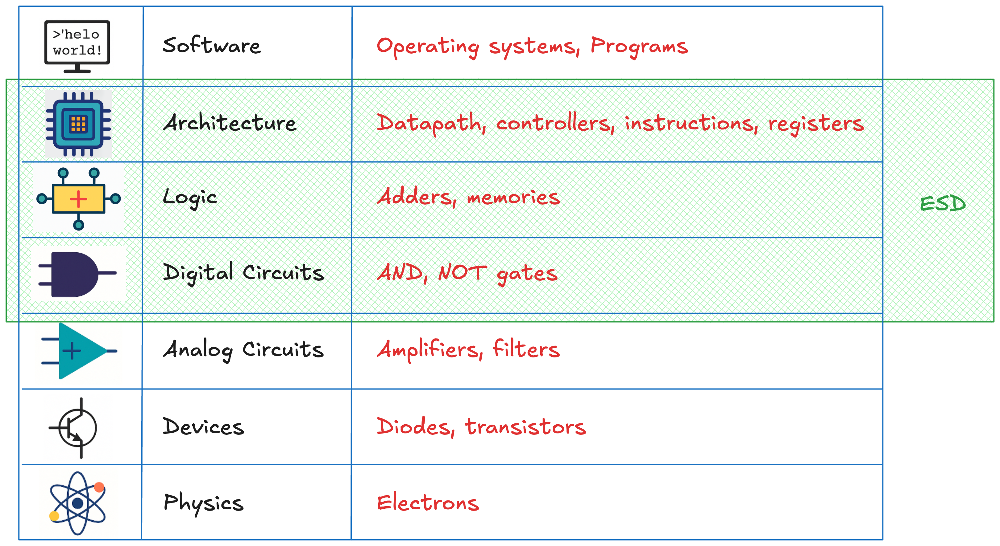 >'helo
world!
Software
Operating systems, Programs
Architecture
Datapath, controllers, instructions, registers
Logic
Adders, memories
ESD
Digital Circuits
AND, NOT gates
Analog Circuits
Amplifiers, filters
Devices
Diodes, transistors
Physics
Electrons